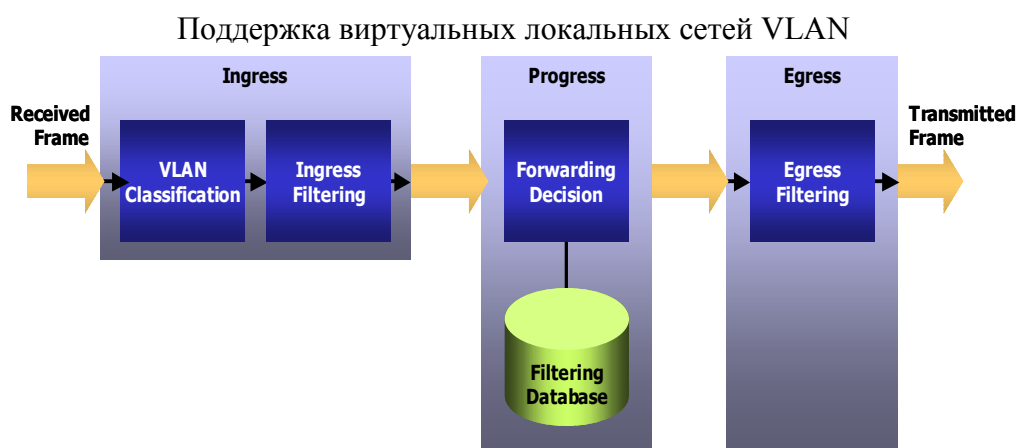 Поддержка виртуальных локальных сетей VLAN
Ingress
Progress
Egress
Received
Frame
VLAN
Classification
Ingress
Filtering
Forwarding
Decision
Egress
Filtering
Transmitted
Frame
Filtering
Database